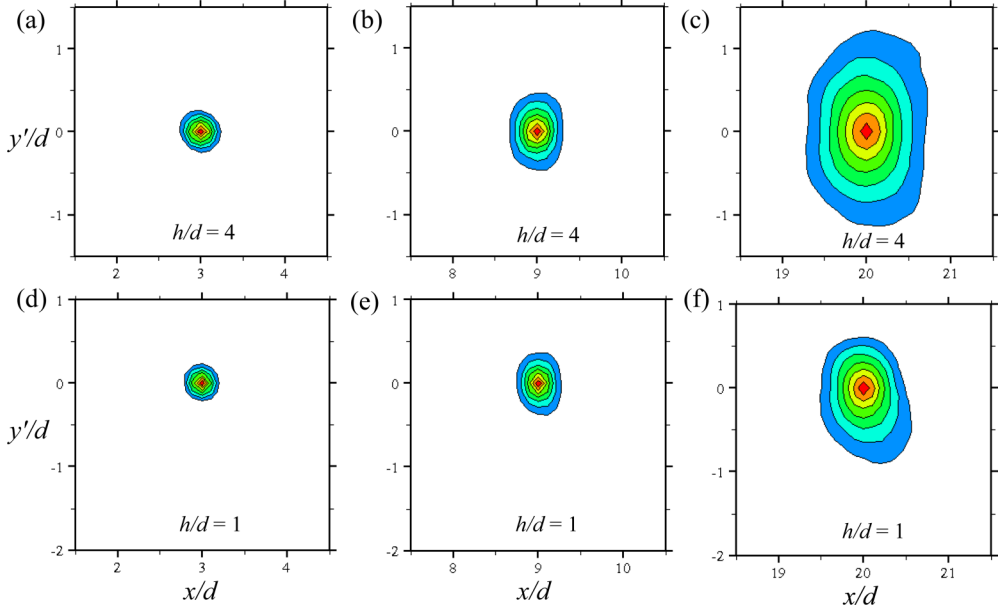 (a) (b) (c)
1 1 1
y'/d 0 0 0
-1 -1 -1
h/d = 4 h/d = 4 h/d = 4
2 3 4 8 9 10 19 20 21
(d) (e) (f)
1 1 1
0 0 0
y'/d
-1 -1 -1
h/d = 1 h/d = 1 h/d = 1
-2 -2 -2
2 3 4 8 9 10 19 20 21
x/d x/d x/d